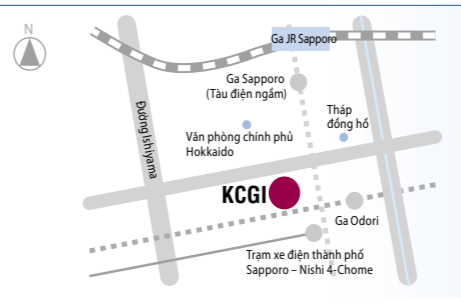 N
Ga JR Sapporo
Ga Sapporo
(Tàu điện ngầm)
Tháp
đồng hồ
Đường Ishiyama
Văn phòng chính phủ
Hokkaido
KCGI
Ga Odori
Trạm xe điện thành phố
Sapporo – Nishi 4-Chome